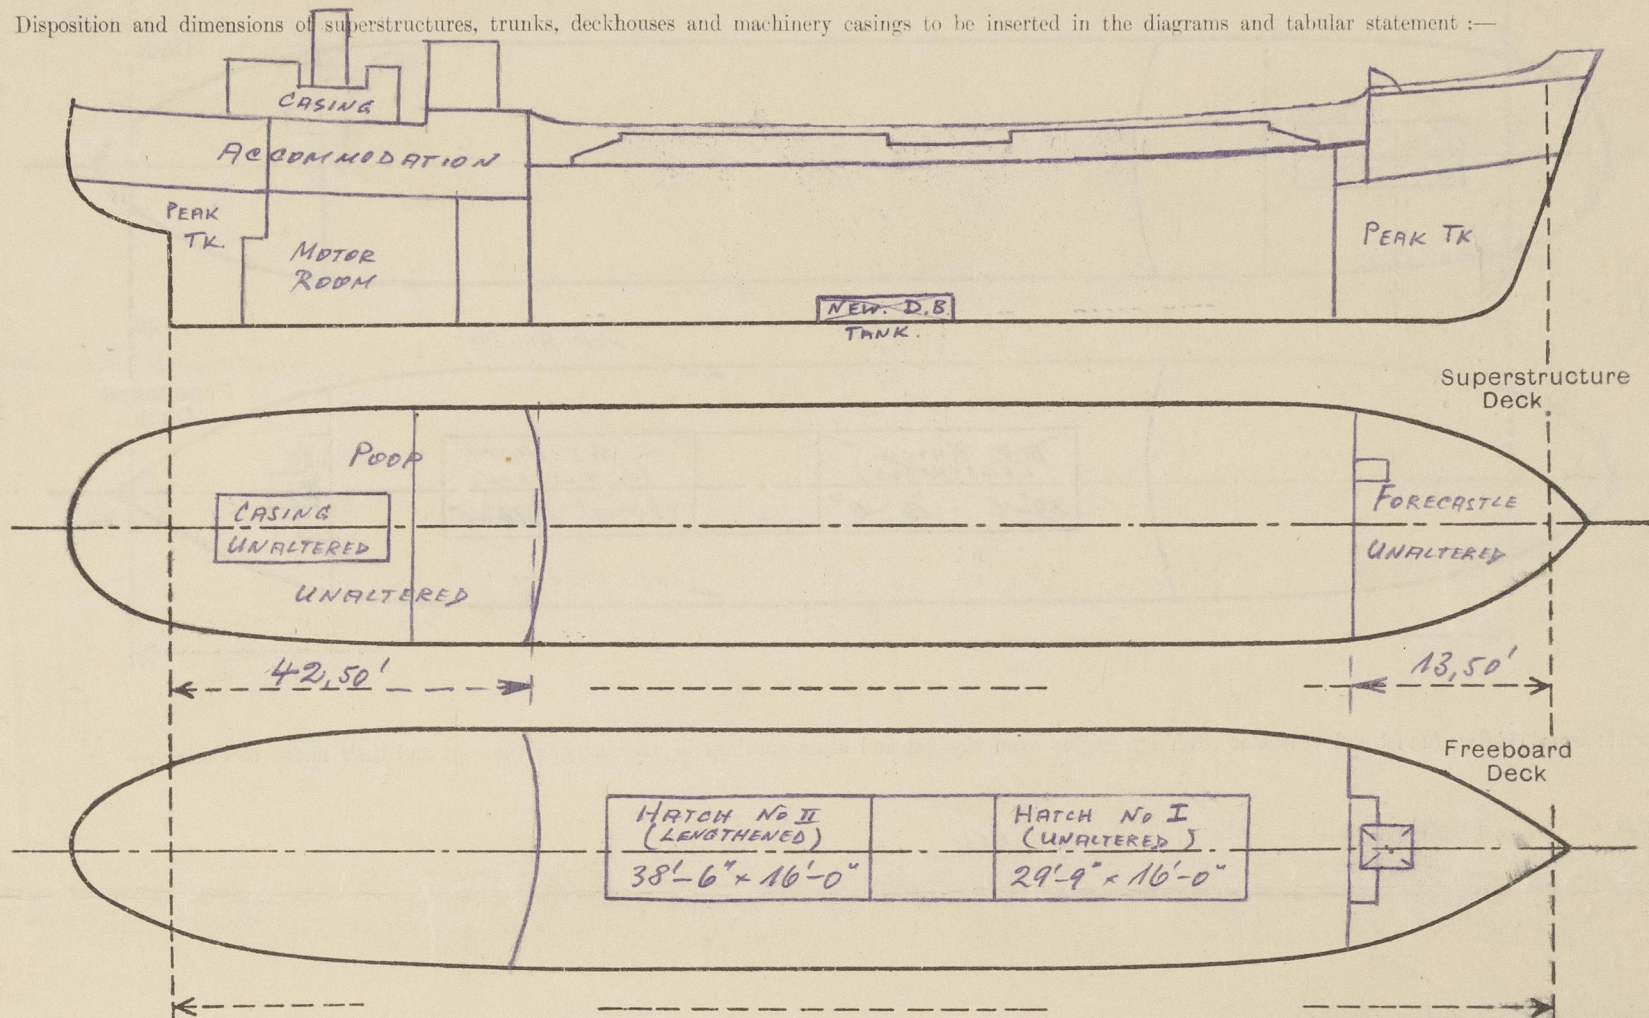 Disposition and dimensions of superstructures, trunks, deckhouses and machinery casings to be inserted in the diagrams and tabular statement :—
CASING
ACCOMMODATION
PEAK
TK.
MOTOR
ROOM
PEAK TK
NEW. D.B.
TANK.
Superstructure
Deck.
POOP
CASING
UNALTERED
UNALTERED
FORECASTLE
UNALTERED
42,50'
13,50'
Freeboard
Deck
HATCH No II
(LENGTHENED)
38'-6" × 16'-0"
HATCH No I
(UNALTERED)
29'-9" × 16'-0"